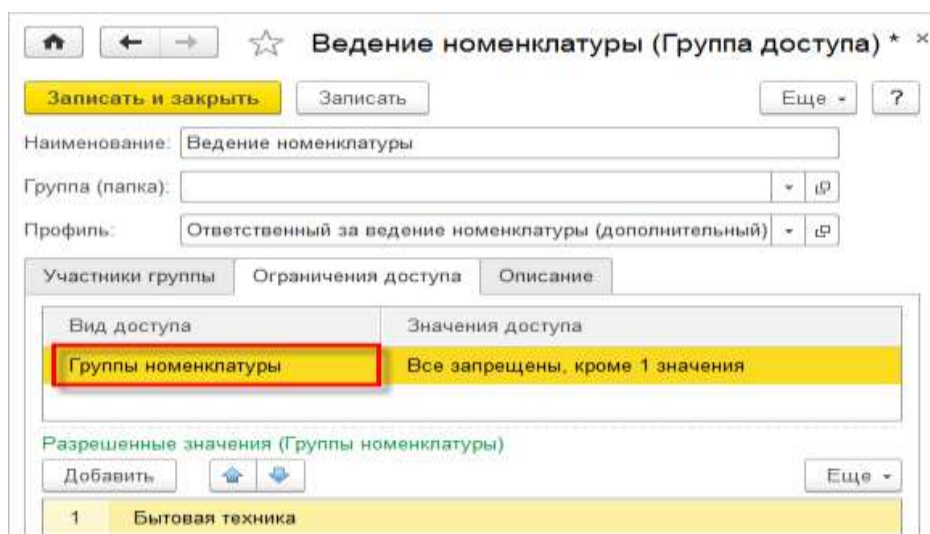 Ведение номенклатуры (Группа доступа) * ×
Записать и закрыть Записать Еще ?
Наименование: Ведение номенклатуры
Группа (папка):
Профиль: Ответственный за ведение номенклатуры (дополнительный)
Участники группы Ограничения доступа Описание
Вид доступа Значения доступа
Группы номенклатуры Все запрещены, кроме 1 значения
Разрешенные значения (Группы номенклатуры)
Добавить Еще
1 Бытовая техника